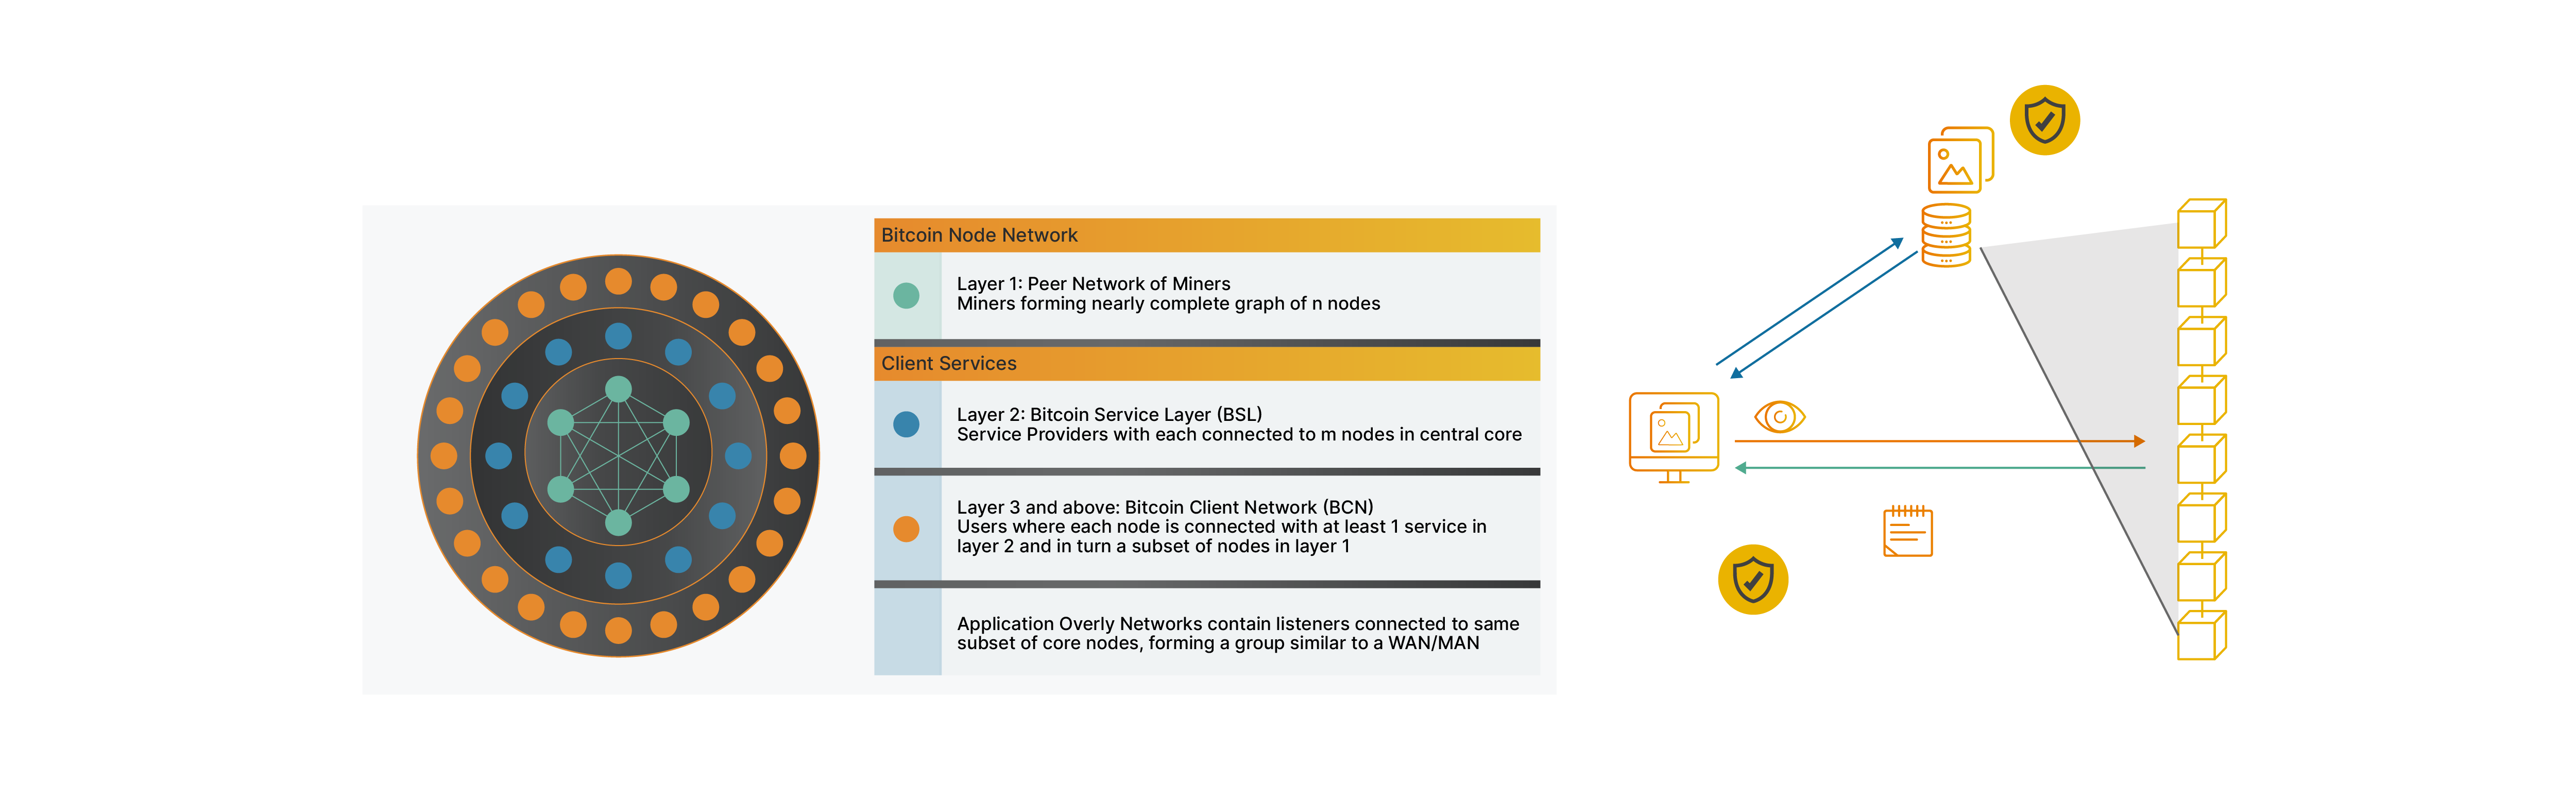 Bitcoin Node Network
Layer 1: Peer Network of Miners
Miners forming nearly complete graph of n nodes
Client Services
Layer 2: Bitcoin Service Layer (BSL)
Service Providers with each connected to m nodes in central core
Layer 3 and above: Bitcoin Client Network (BCN)
Users where each node is connected with at least 1 service in
layer 2 and in turn a subset of nodes in layer 1
Application Overly Networks contain listeners connected to same
subset of core nodes, forming a group similar to a WAN/MAN